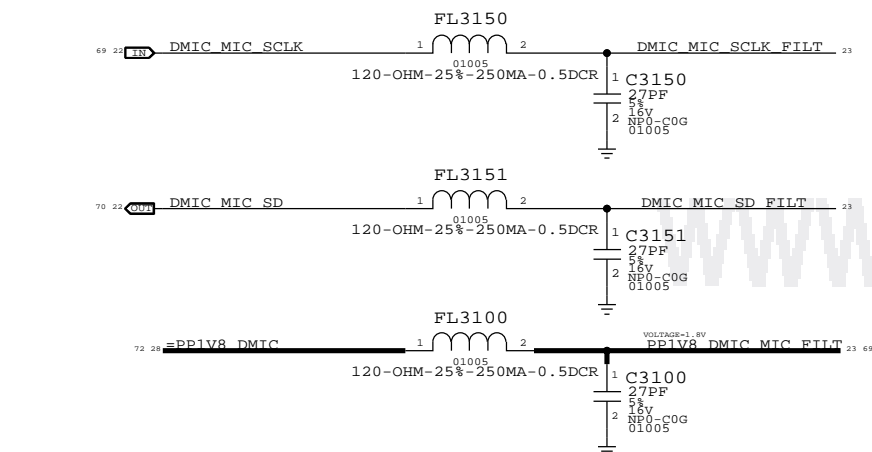 FL3150
69 22 IN DMIC_MIC_SCLK 1 2 DMIC_MIC_SCLK_FILT 23
01005
120-OHM-25%-250MA-0.5DCR
1 C3150
27PF
5%
16V
2 NP0-C0G
01005
FL3151
70 22 OUT DMIC_MIC_SD 1 2 DMIC_MIC_SD_FILT 23
01005
120-OHM-25%-250MA-0.5DCR
1 C3151
27PF
5%
16V
2 NP0-C0G
01005
FL3100
VOLTAGE=1.8V
72 28 =PP1V8_DMIC 1 2 PP1V8_DMIC_MIC_FILT 23 69
01005
120-OHM-25%-250MA-0.5DCR
1 C3100
27PF
5%
16V
2 NP0-C0G
01005